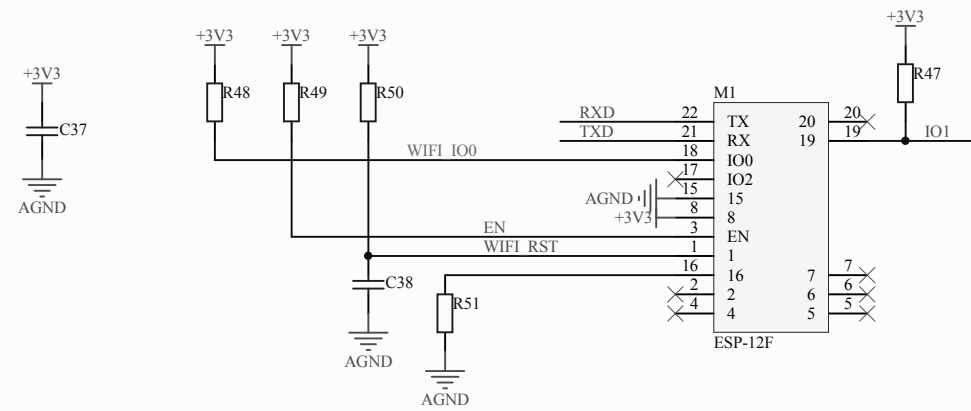 +3V3
+3V3 +3V3 +3V3
+3V3
R48 R49 R50
R47
C37
AGND
M1
RXD 22 TX 20 20
TXD 21 RX 19 19 IO1
WIFI_IO0 18 IO0
17 IO2
AGND 15 15
+3V3 8 8
EN 3 EN
WIFI_RST 1 1
16 16 7 7
C38 2 2 6 6
R51 4 4 5 5
ESP-12F
AGND
AGND